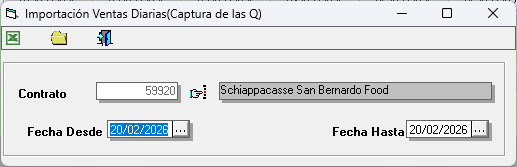 Importación Ventas Diarias(Captura de las Q)
Contrato 59920 Schiappacasse San Bernardo Food
Fecha Desde 20/02/2026 ... Fecha Hasta 20/02/2026 ...